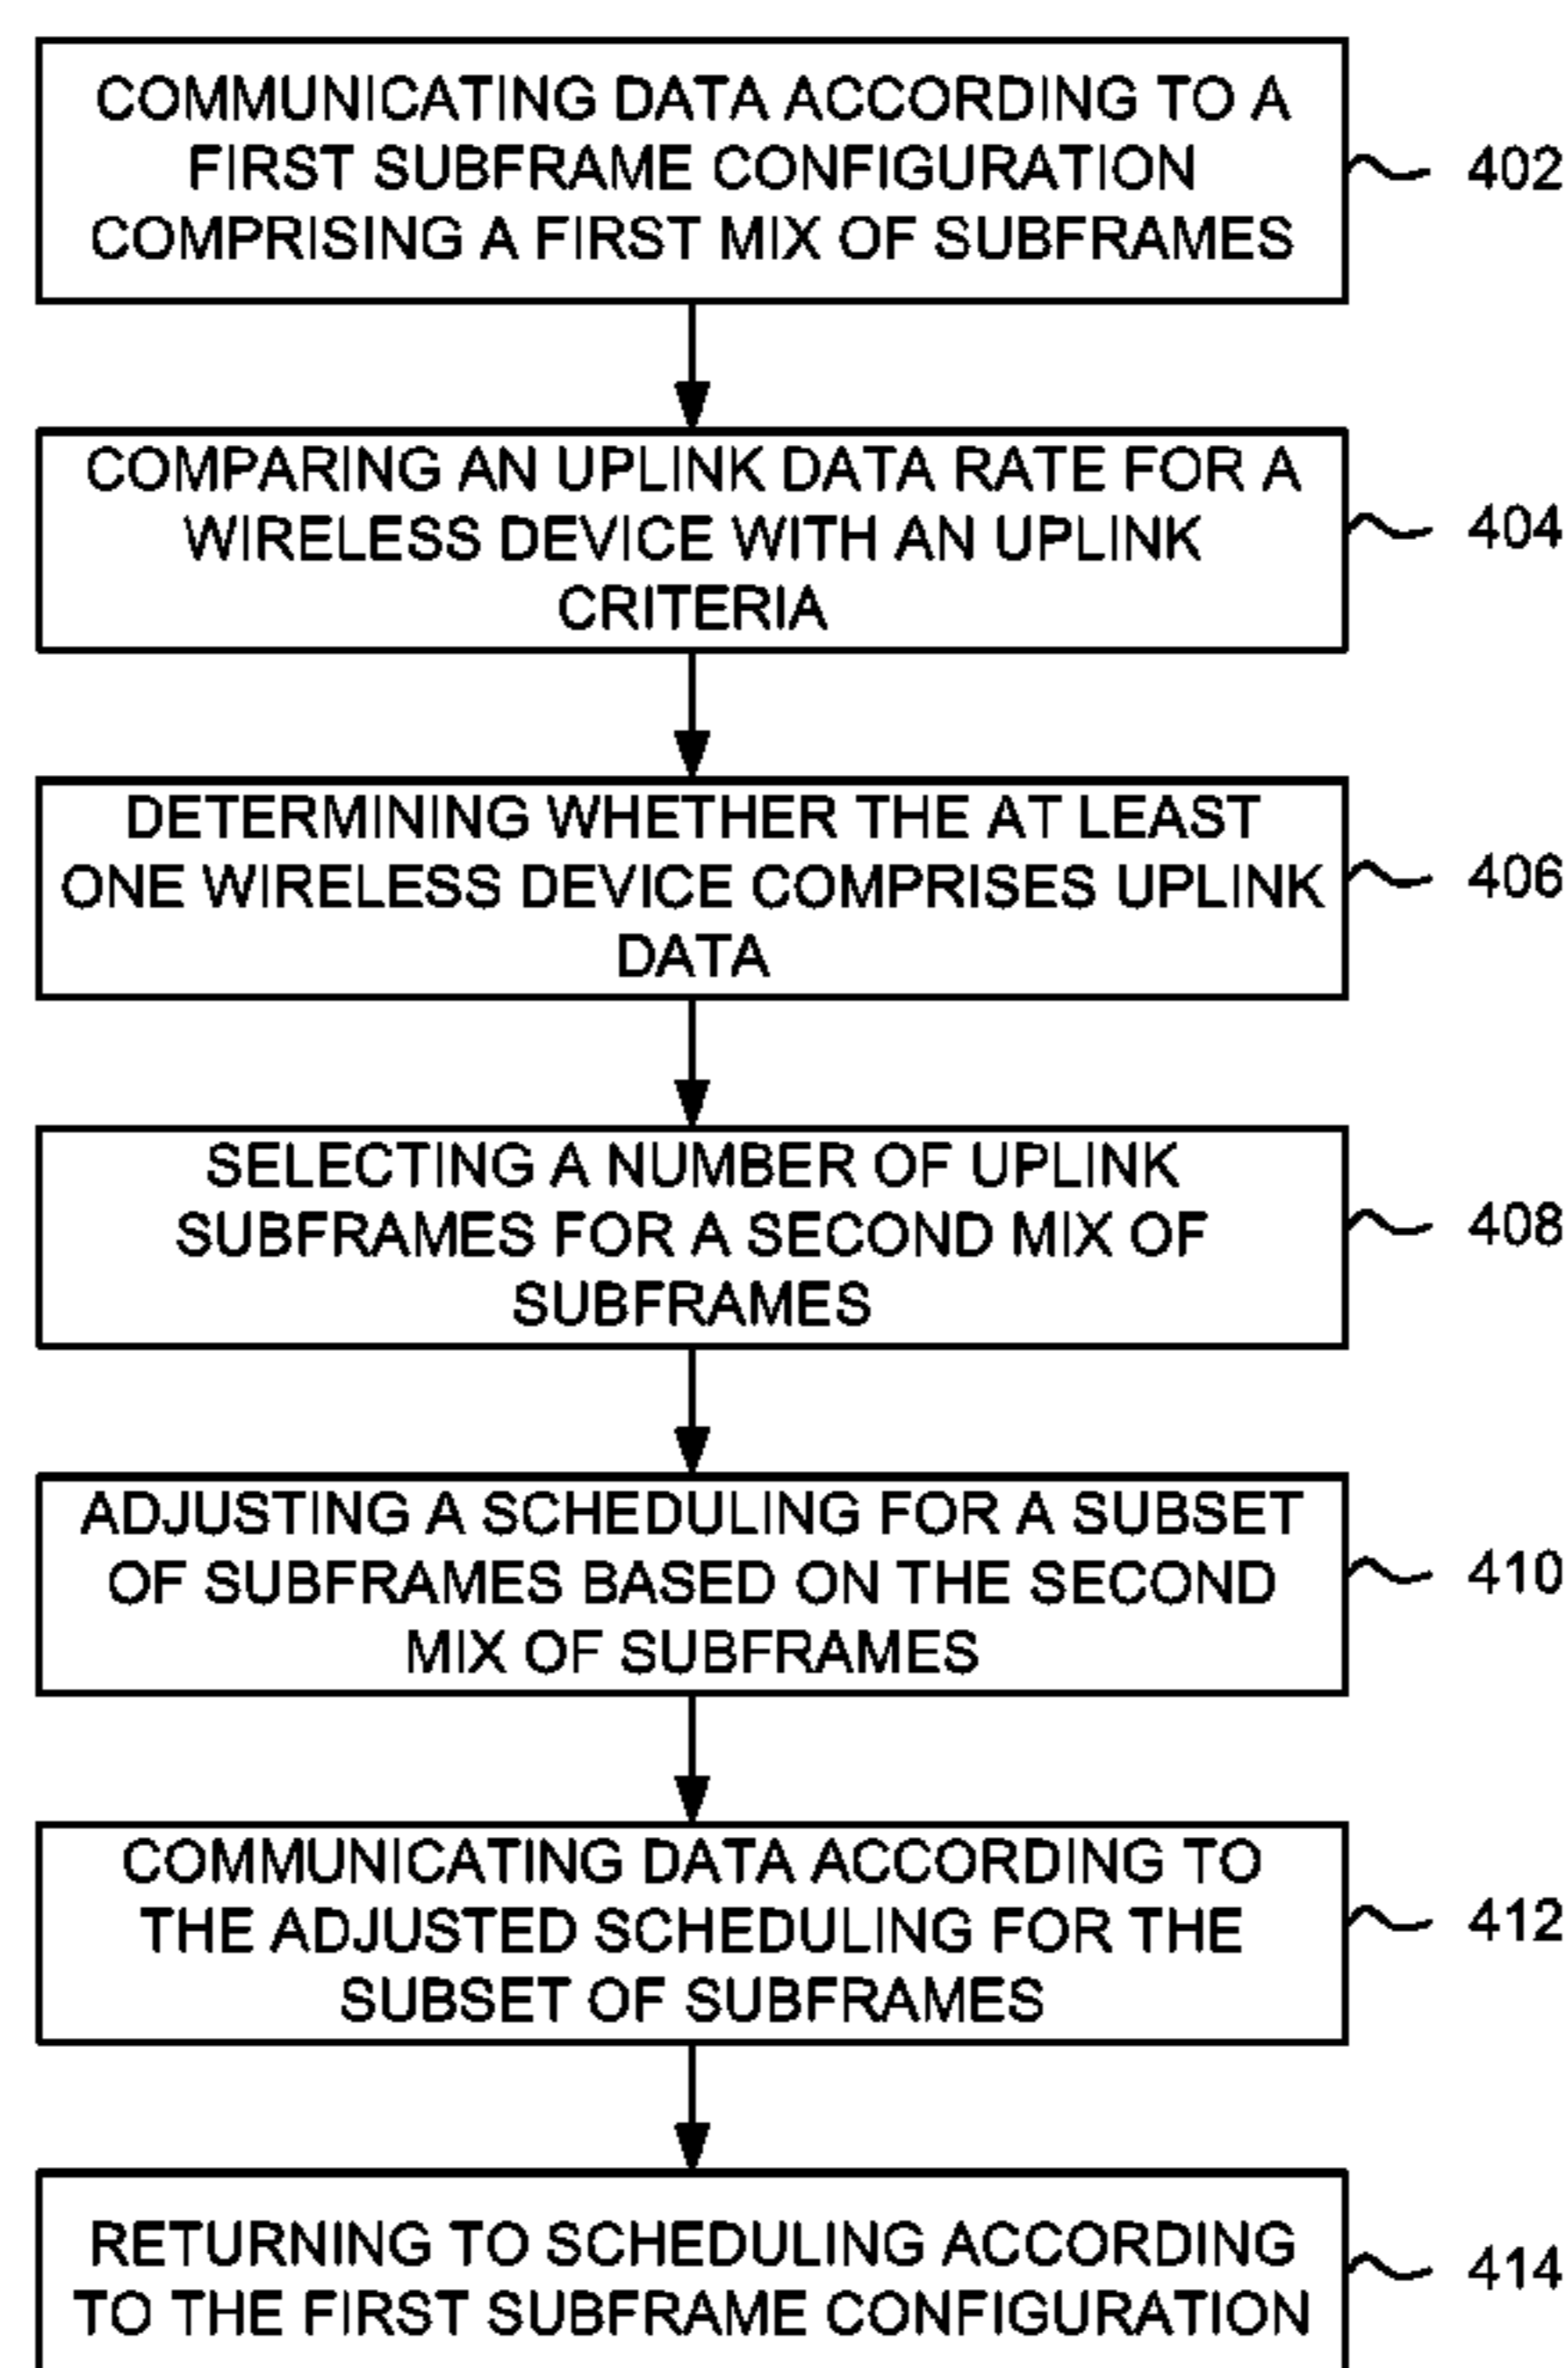 COMMUNICATING DATA ACCORDING TO A
FIRST SUBFRAME CONFIGURATION
COMPRISING A FIRST MIX OF SUBFRAMES
402
COMPARING AN UPLINK DATA RATE FOR A
WIRELESS DEVICE WITH AN UPLINK
CRITERIA
404
DETERMINING WHETHER THE AT LEAST
ONE WIRELESS DEVICE COMPRISES UPLINK
DATA
406
SELECTING A NUMBER OF UPLINK
SUBFRAMES FOR A SECOND MIX OF
SUBFRAMES
408
ADJUSTING A SCHEDULING FOR A SUBSET
OF SUBFRAMES BASED ON THE SECOND
MIX OF SUBFRAMES
410
COMMUNICATING DATA ACCORDING TO
THE ADJUSTED SCHEDULING FOR THE
SUBSET OF SUBFRAMES
412
RETURNING TO SCHEDULING ACCORDING
TO THE FIRST SUBFRAME CONFIGURATION
414